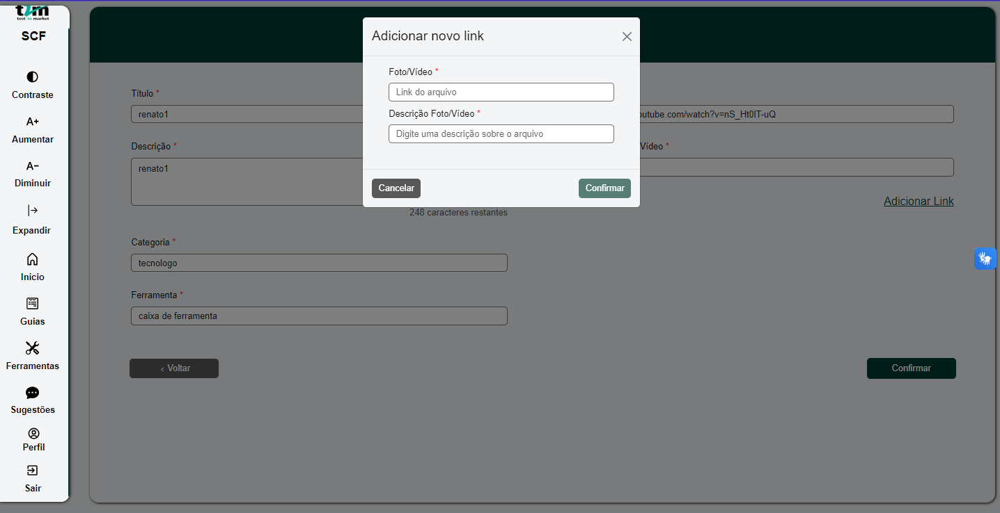 t2m
test to market
SCF
Contraste
A+
Aumentar
A-
Diminuir
Expandir
Início
Guias
Ferramentas
Sugestões
Perfil
Sair
Adicionar novo link
Foto/Vídeo *
Link do arquivo
Descrição Foto/Vídeo *
Digite uma descrição sobre o arquivo
Cancelar
Confirmar
Título *
renato1
Descrição *
renato1
248 caracteres restantes
Categoria *
tecnologo
Ferramenta *
caixa de ferramenta
utube.com/watch?v=nS_Ht0IT-uQ
Vídeo *
Adicionar Link
‹ Voltar
Confirmar